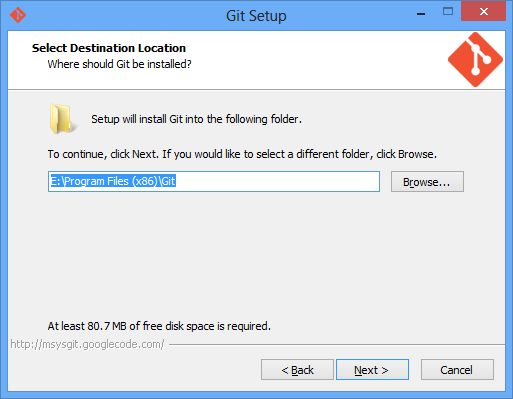 Git Setup
Select Destination Location
Where should Git be installed?
Setup will install Git into the following folder.
To continue, click Next. If you would like to select a different folder, click Browse.
E:\Program Files (x86)\Git
Browse...
At least 80.7 MB of free disk space is required.
http://msysgit.googlecode.com/
< Back
Next >
Cancel